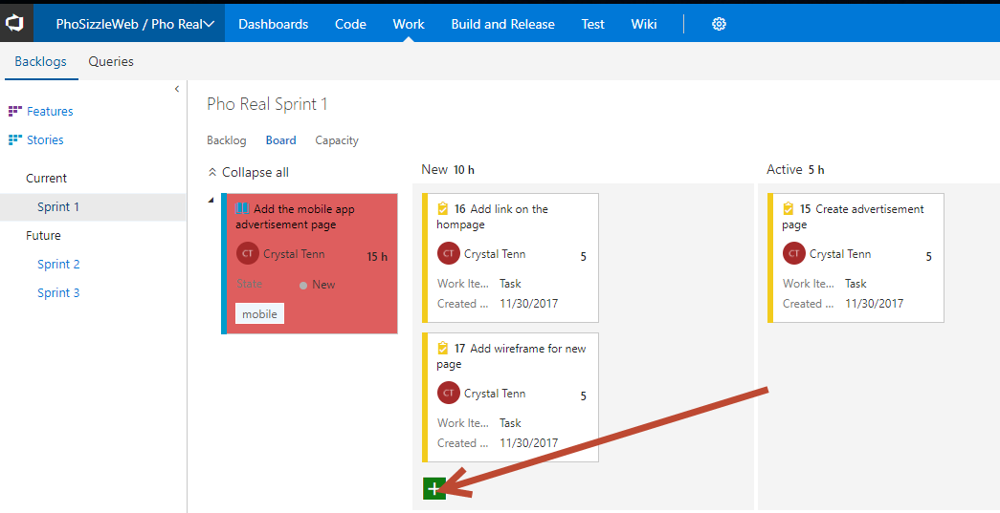 PhoSizzleWeb / Pho Real
Dashboards
Code
Work
Build and Release
Test
Wiki
Backlogs
Queries
Features
Stories
Current
Sprint 1
Future
Sprint 2
Sprint 3
Pho Real Sprint 1
Backlog
Board
Capacity
Collapse all
New 10 h
Active 5 h
Add the mobile app
advertisement page
CT Crystal Tenn 15 h
State New
mobile
16 Add link on the
hompage
CT Crystal Tenn 5
Work Ite... Task
Created ... 11/30/2017
17 Add wireframe for new
page
CT Crystal Tenn 5
Work Ite... Task
Created ... 11/30/2017
15 Create advertisement
page
CT Crystal Tenn 5
Work Ite... Task
Created ... 11/30/2017